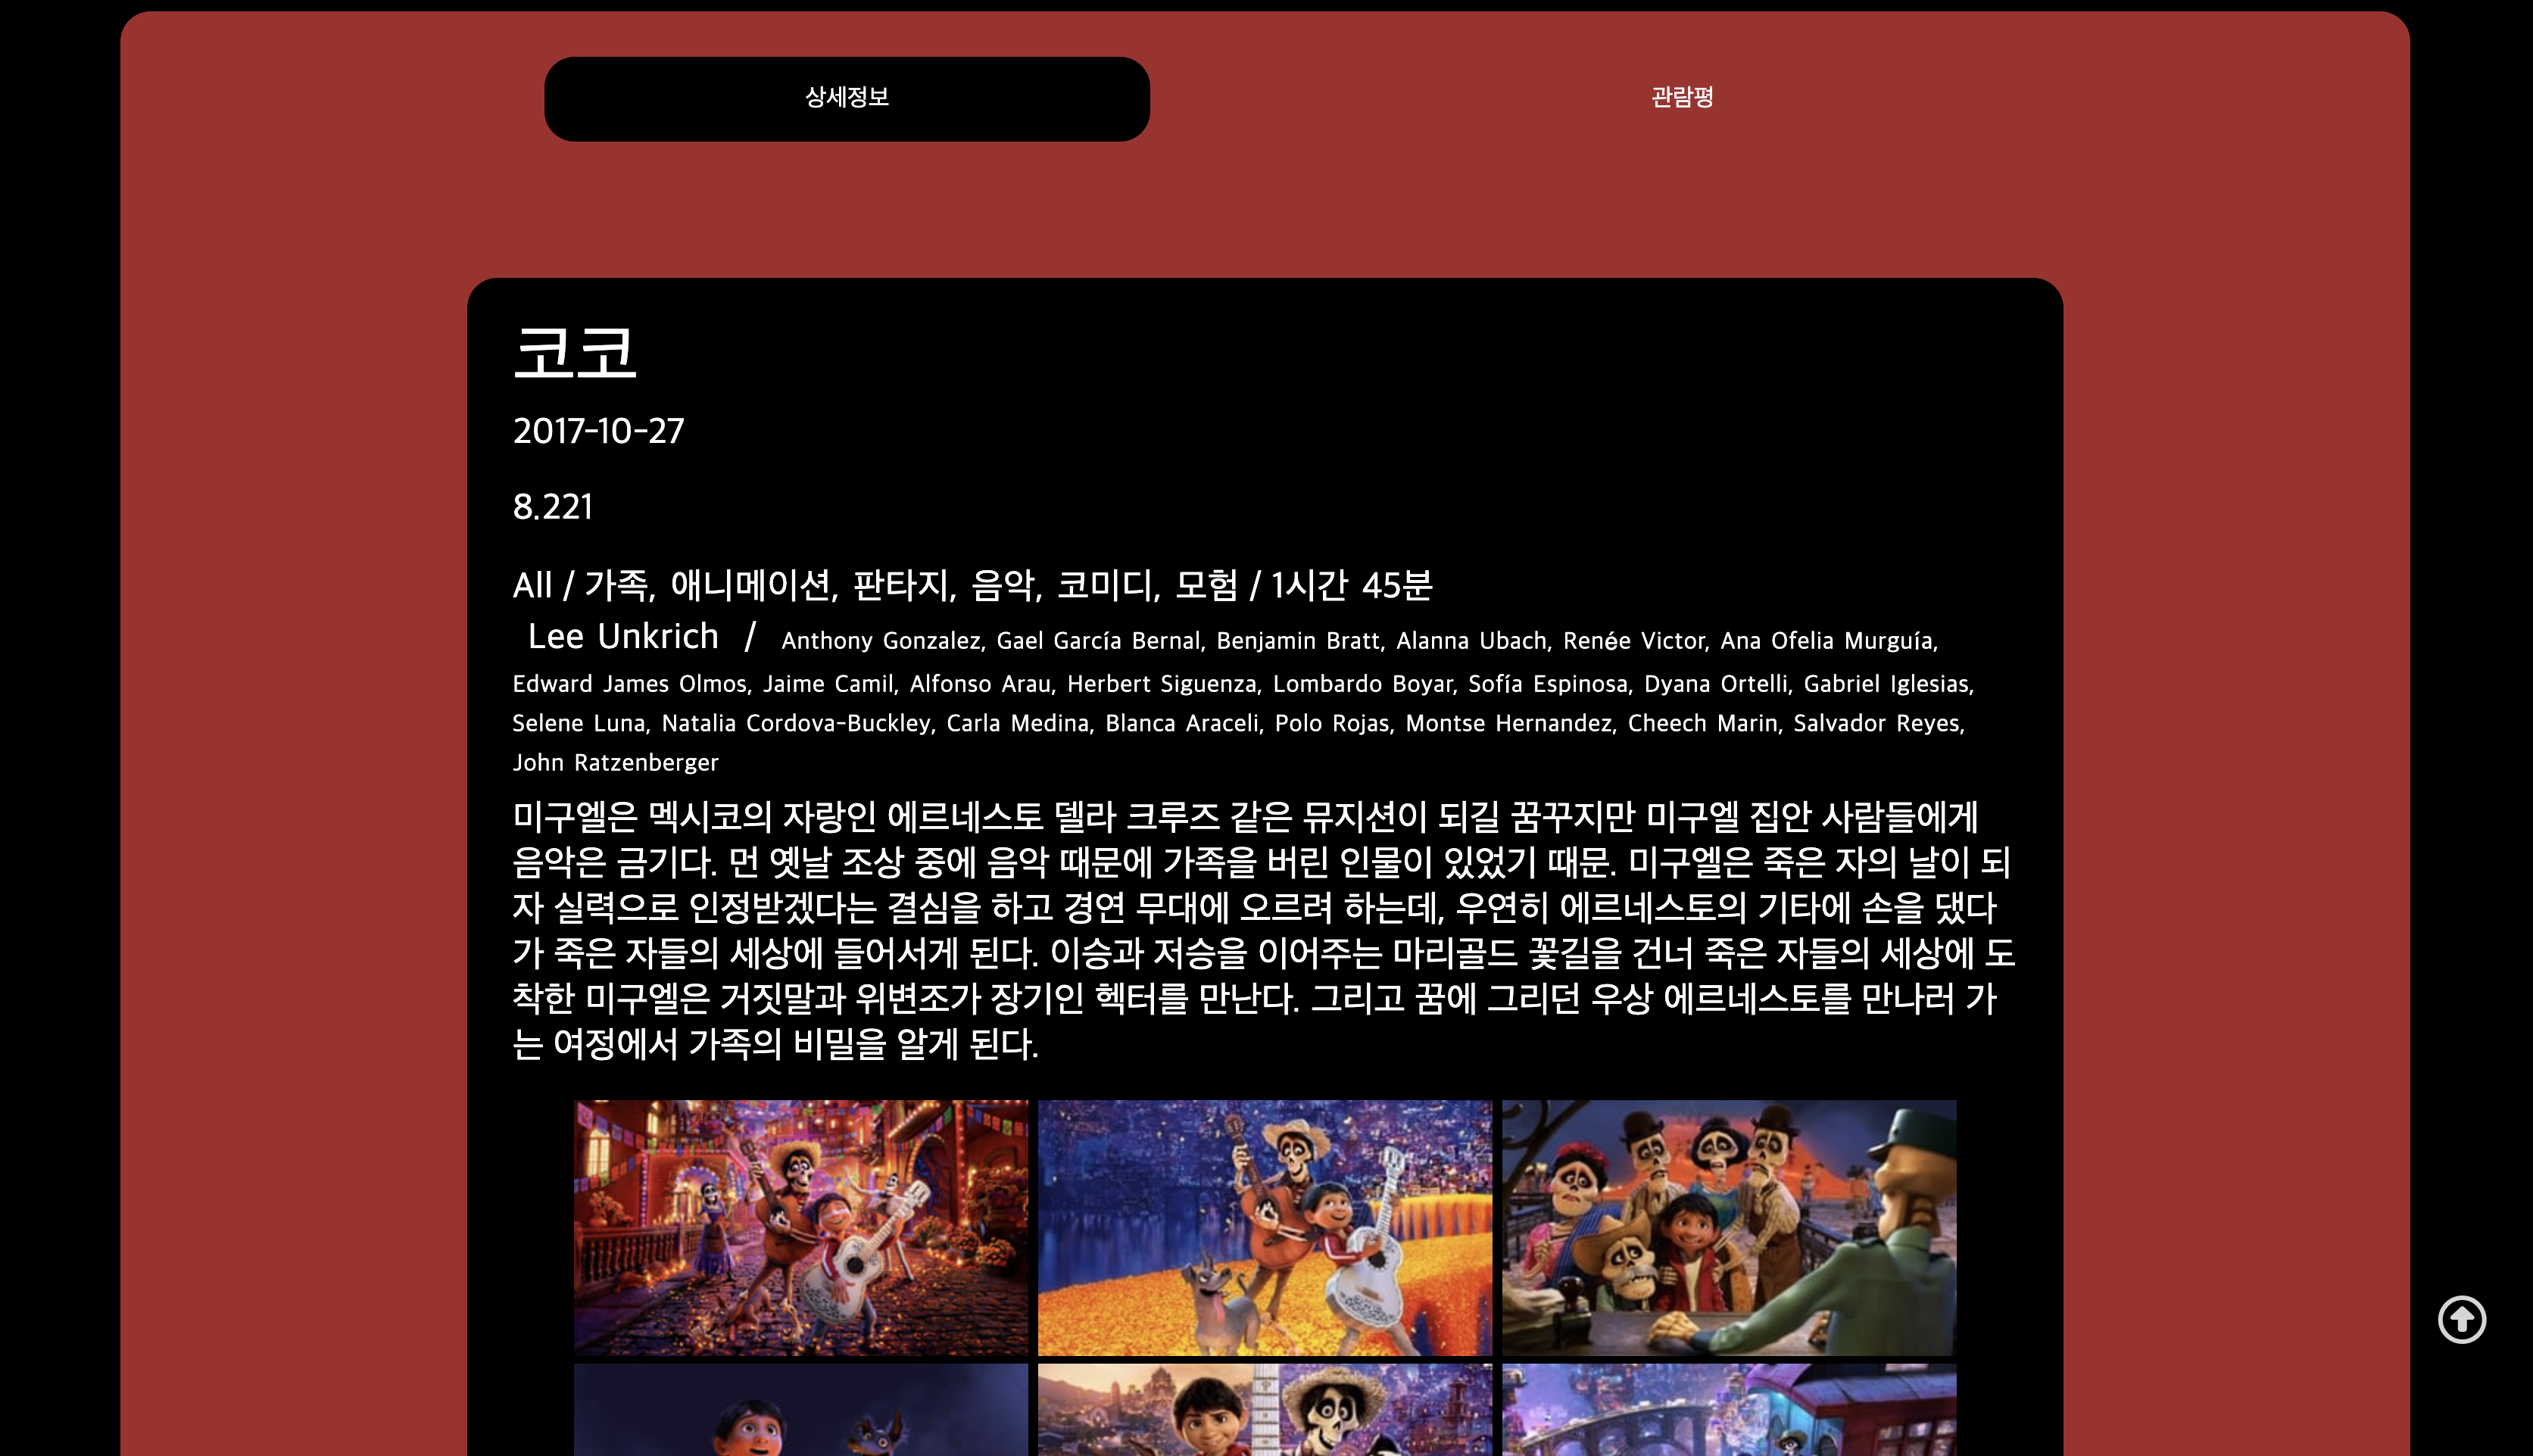 상세정보
관람평
코코
2017-10-27
8.221
All / 가족, 애니메이션, 판타지, 음악, 코미디, 모험 / 1시간 45분
Lee Unkrich / Anthony Gonzalez, Gael García Bernal, Benjamin Bratt, Alanna Ubach, Renée Victor, Ana Ofelia Murguía,
Edward James Olmos, Jaime Camil, Alfonso Arau, Herbert Siguenza, Lombardo Boyar, Sofía Espinosa, Dyana Ortelli, Gabriel Iglesias,
Selene Luna, Natalia Cordova-Buckley, Carla Medina, Blanca Araceli, Polo Rojas, Montse Hernandez, Cheech Marin, Salvador Reyes,
John Ratzenberger
미구엘은 멕시코의 자랑인 에르네스토 델라 크루즈 같은 뮤지션이 되길 꿈꾸지만 미구엘 집안 사람들에게
음악은 금기다. 먼 옛날 조상 중에 음악 때문에 가족을 버린 인물이 있었기 때문. 미구엘은 죽은 자의 날이 되
자 실력으로 인정받겠다는 결심을 하고 경연 무대에 오르려 하는데, 우연히 에르네스토의 기타에 손을 댔다
가 죽은 자들의 세상에 들어서게 된다. 이승과 저승을 이어주는 마리골드 꽃길을 건너 죽은 자들의 세상에 도
착한 미구엘은 거짓말과 위변조가 장기인 헥터를 만난다. 그리고 꿈에 그리던 우상 에르네스토를 만나러 가
는 여정에서 가족의 비밀을 알게 된다.